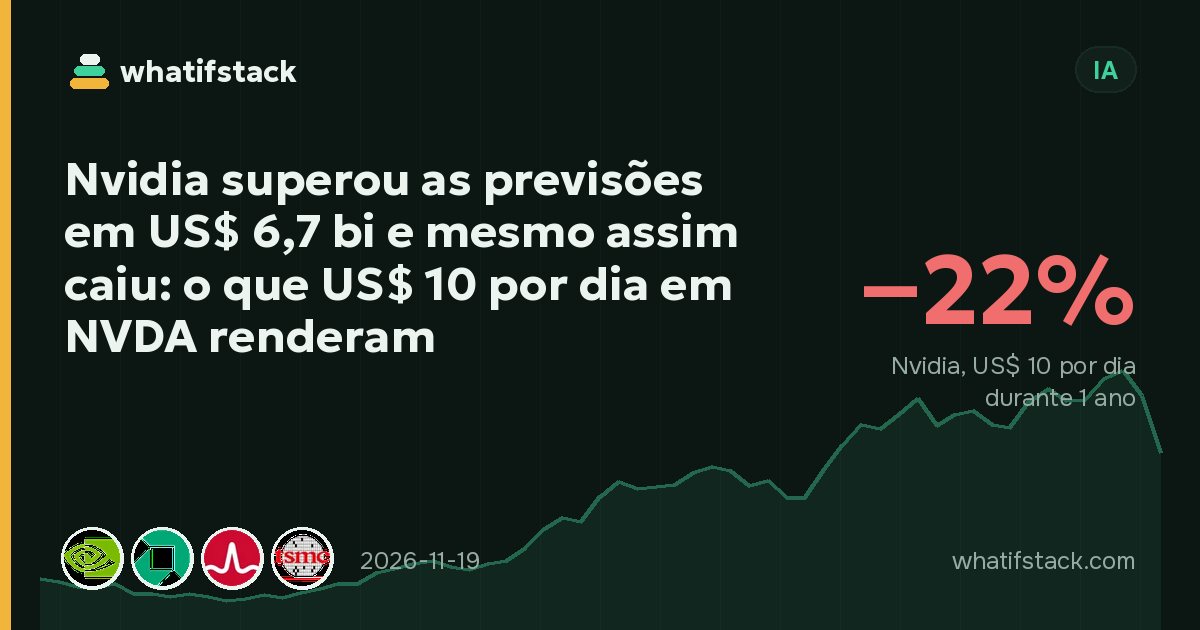 whatifstack
IA
Nvidia superou as previsões
em US$ 6,7 bi e mesmo assim
caiu: o que US$ 10 por dia em
NVDA renderam
−22%
Nvidia, US$ 10 por dia
durante 1 ano
tsmc
2026-11-19
whatifstack.com